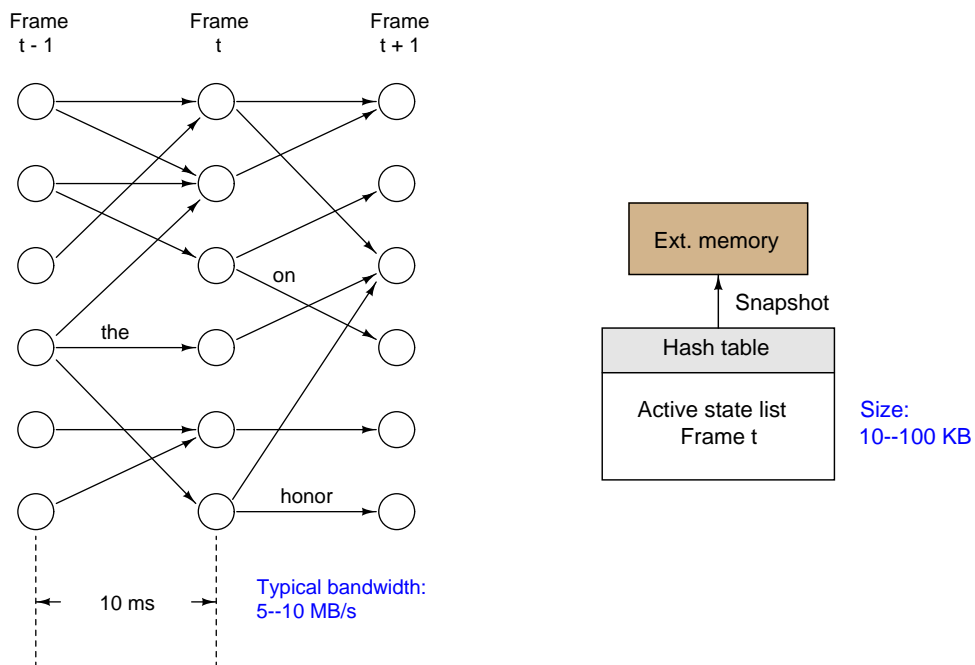 Frame
t - 1
Frame
t
Frame
t + 1
on
the
honor
10 ms
Typical bandwidth:
5--10 MB/s
Ext. memory
Snapshot
Hash table
Active state list
Frame t
Size:
10--100 KB